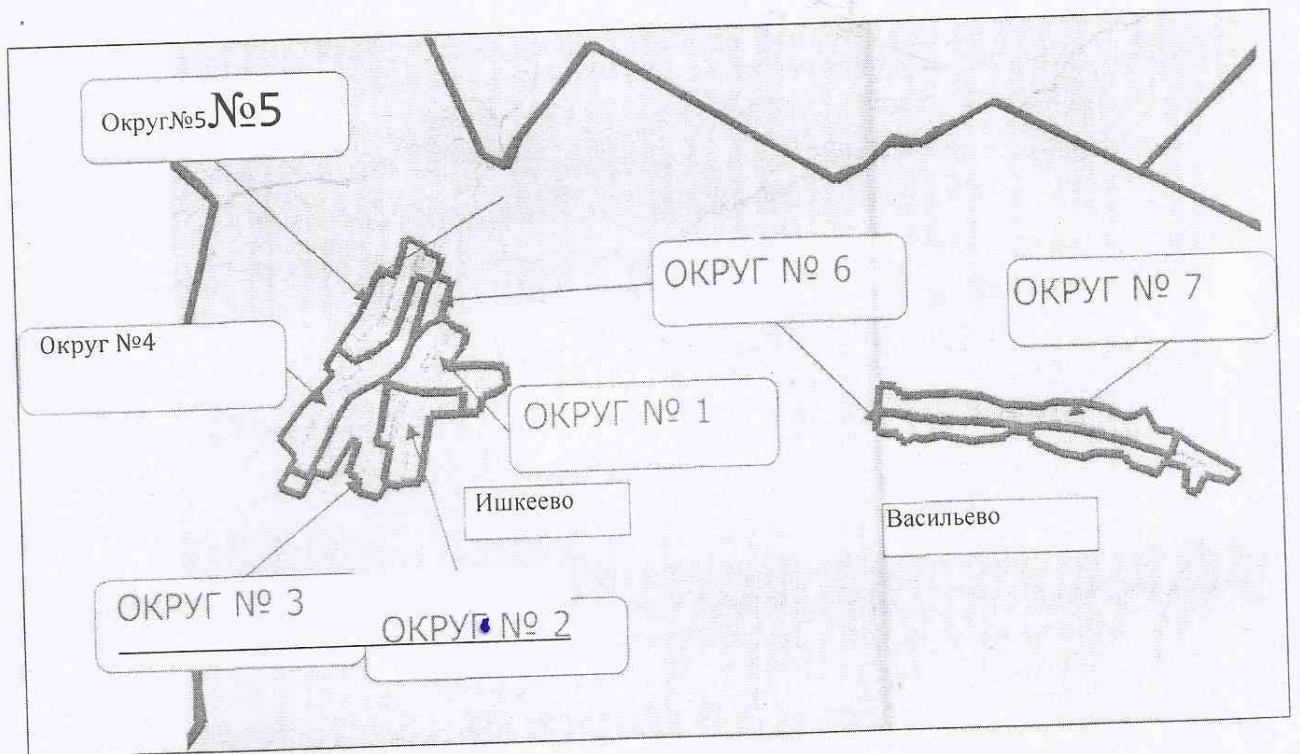 Округ№5№5
ОКРУГ № 6
ОКРУГ № 7
Округ №4
ОКРУГ № 1
Ишкеево
Васильево
ОКРУГ № 3
ОКРУГ № 2